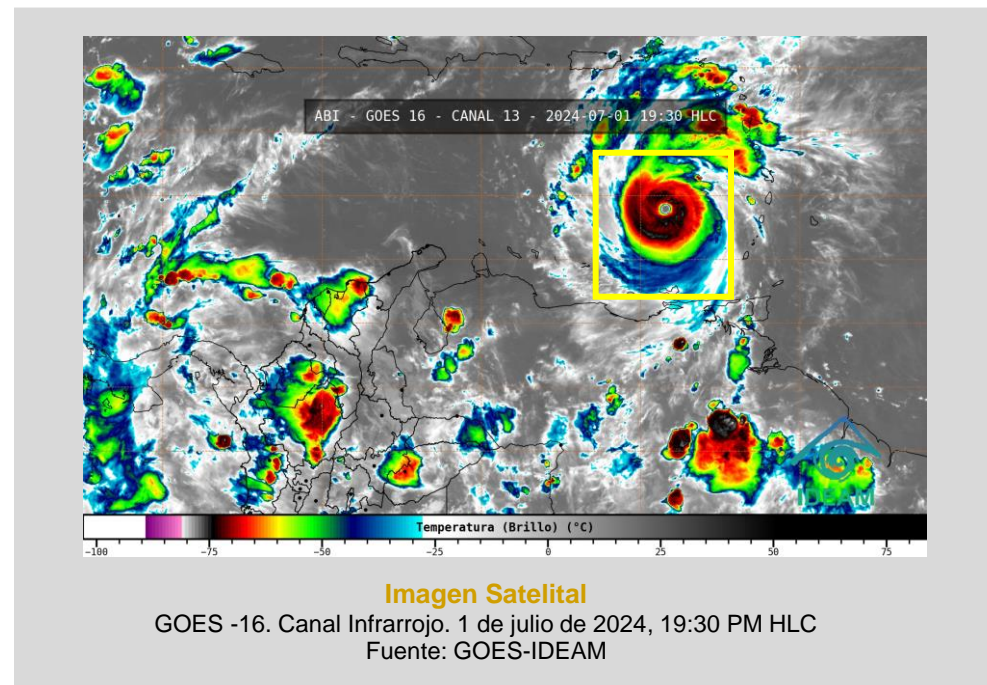 ABI - GOES 16 - CANAL 13 - 2024-07-01 19:30 HLC
IDEAM
Temperatura (Brillo) (°C)
−100 −75 −50 −25 0 25 50 75
Imagen Satelital
GOES -16. Canal Infrarrojo. 1 de julio de 2024, 19:30 PM HLC
Fuente: GOES-IDEAM